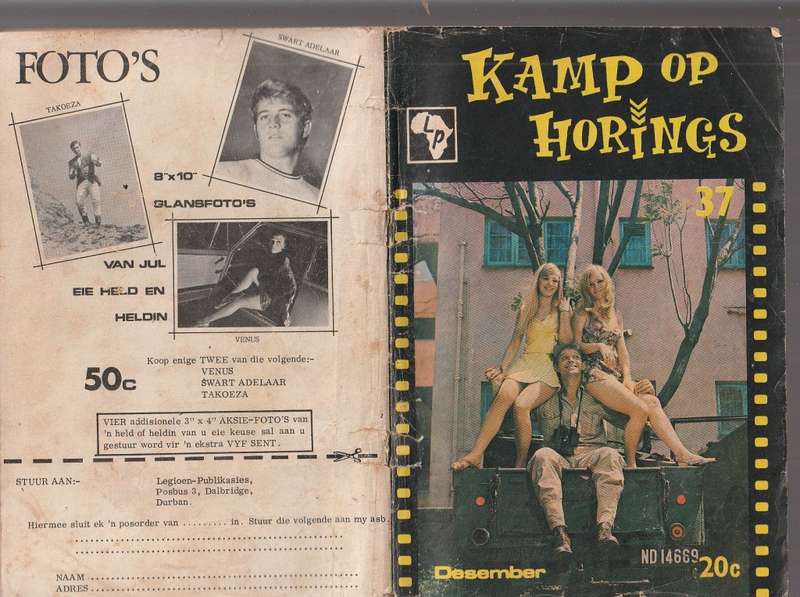 FOTO'S
SWART ADELAAR
TAKOEZA
8"x10"
GLANSFOTO'S
VAN JUL
EIE HELD EN
HELDIN
VENUS
Koop enige TWEE van die volgende:-
50c
VENUS
SWART ADELAAR
TAKOEZA
VIER addisionele 3" x 4" AKSIE-FOTO'S van
'n held of heldin van u eie keuse sal aan u
gestuur word vir 'n ekstra VYF SENT.
STUUR AAN:-
Legioen-Publikasies,
Posbus 3, Dalbridge,
Durban.
Hiermee sluit ek 'n posorder van ......... in. Stuur die volgende aan my asb.
NAAM
ADRES
KAMP OP
HORINGS
LP
37
ND 14669
Desember
20c